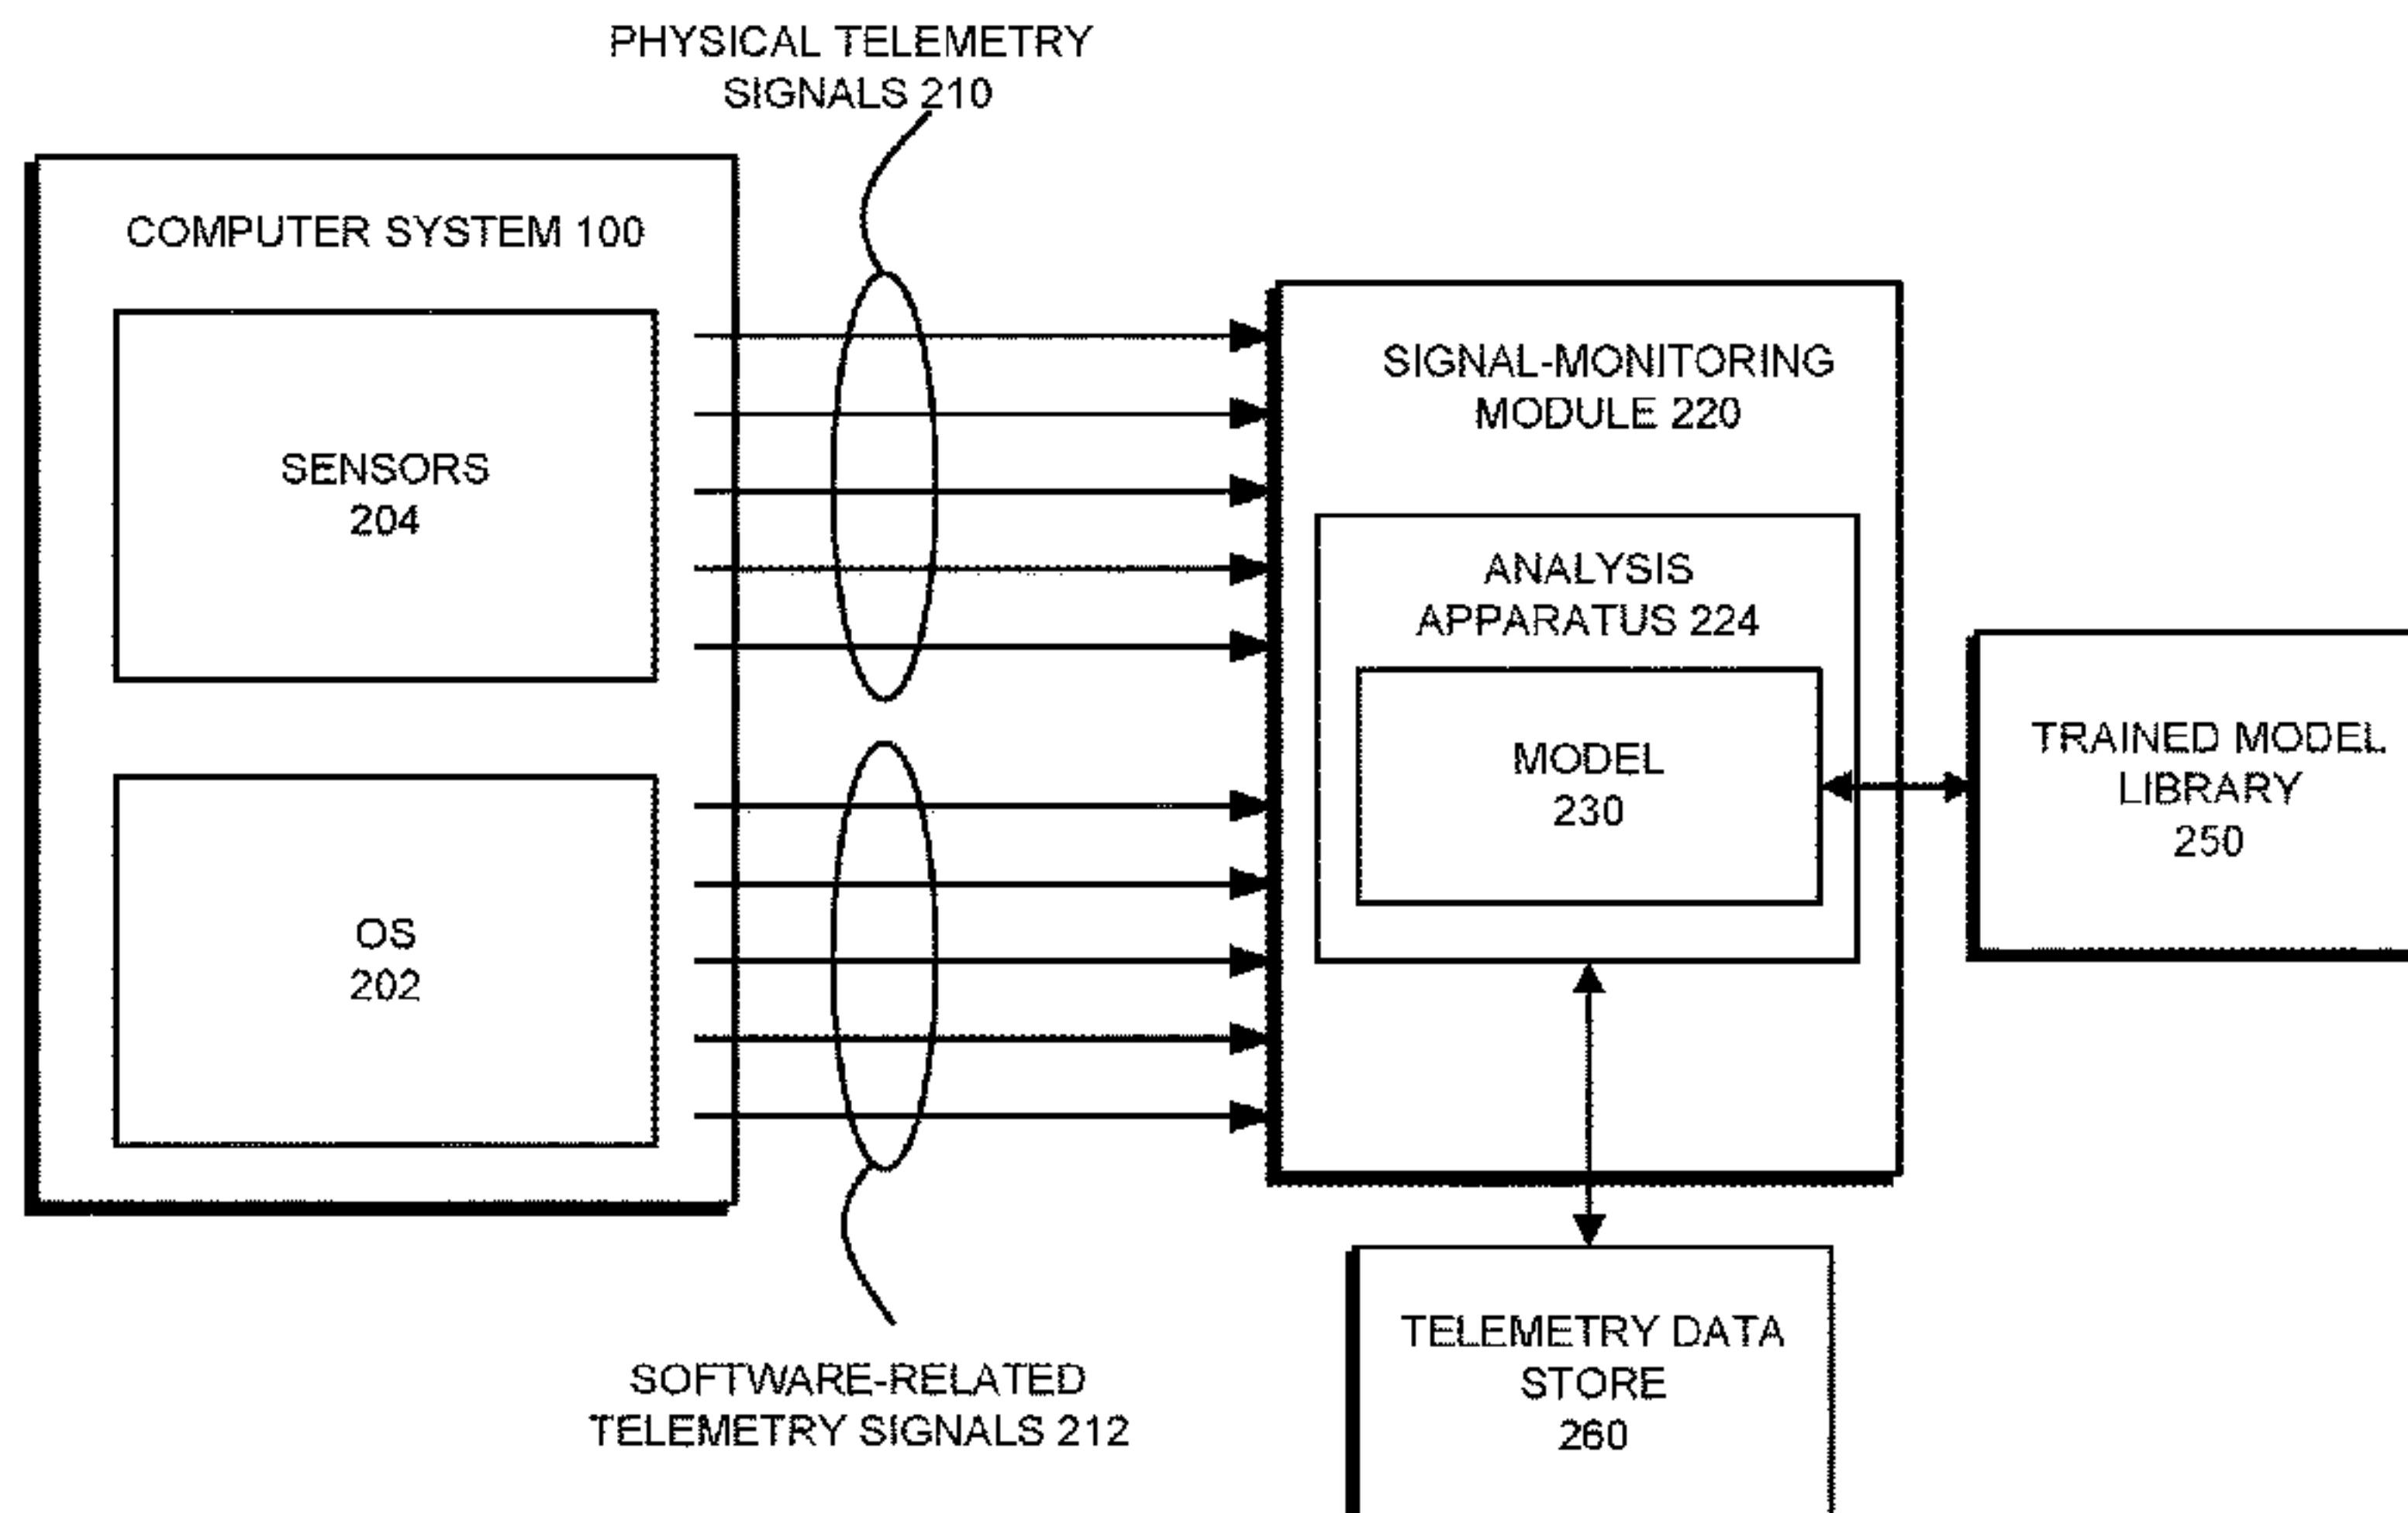 PHYSICAL TELEMETRY
SIGNALS 210
COMPUTER SYSTEM 100
SENSORS
204
OS
202
SIGNAL-MONITORING
MODULE 220
ANALYSIS
APPARATUS 224
MODEL
230
TRAINED MODEL
LIBRARY
250
SOFTWARE-RELATED
TELEMETRY SIGNALS 212
TELEMETRY DATA
STORE
260